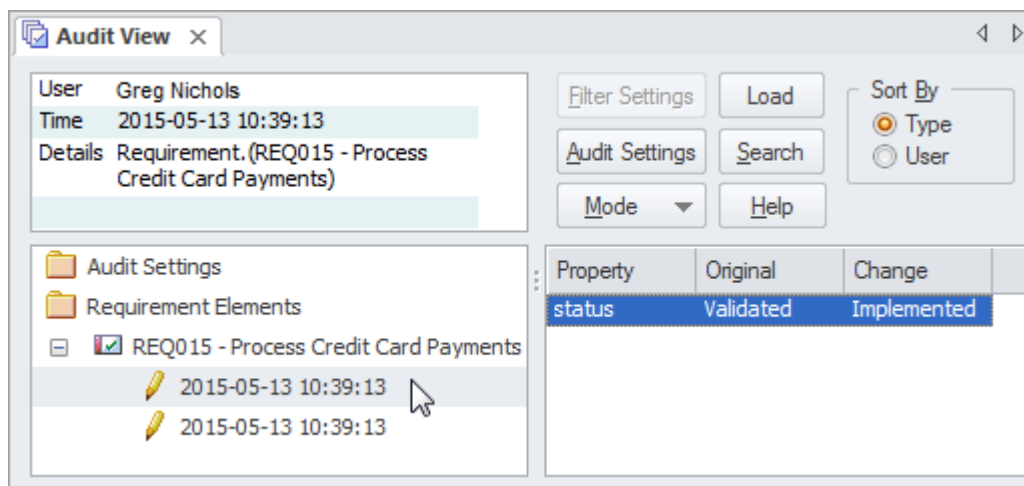 Audit View
User Greg Nichols
Time 2015-05-13 10:39:13
Details Requirement.(REQ015 - Process
Credit Card Payments)
Filter Settings Load
Audit Settings Search
Mode Help
Sort By
Type
User
Audit Settings
Requirement Elements
REQ015 - Process Credit Card Payments
2015-05-13 10:39:13
2015-05-13 10:39:13
Property Original Change
status Validated Implemented